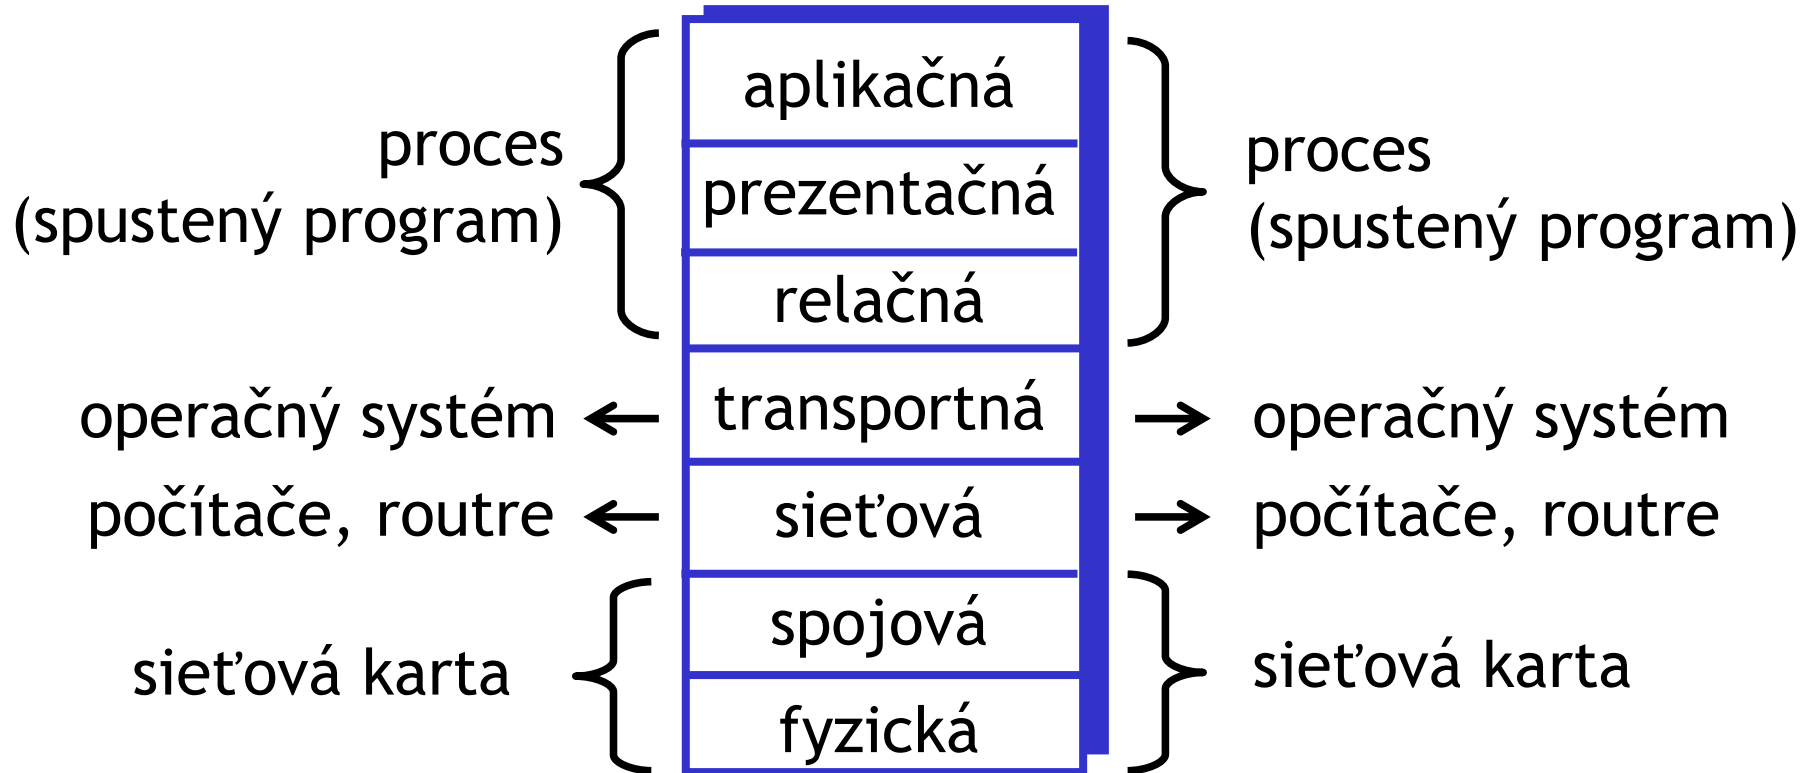 aplikačná
prezentačná
relačná
transportná
sieťová
spojová
fyzická
proces
(spustený program)
operačný systém
počítače, routre
sieťová karta
proces
(spustený program)
operačný systém
počítače, routre
sieťová karta